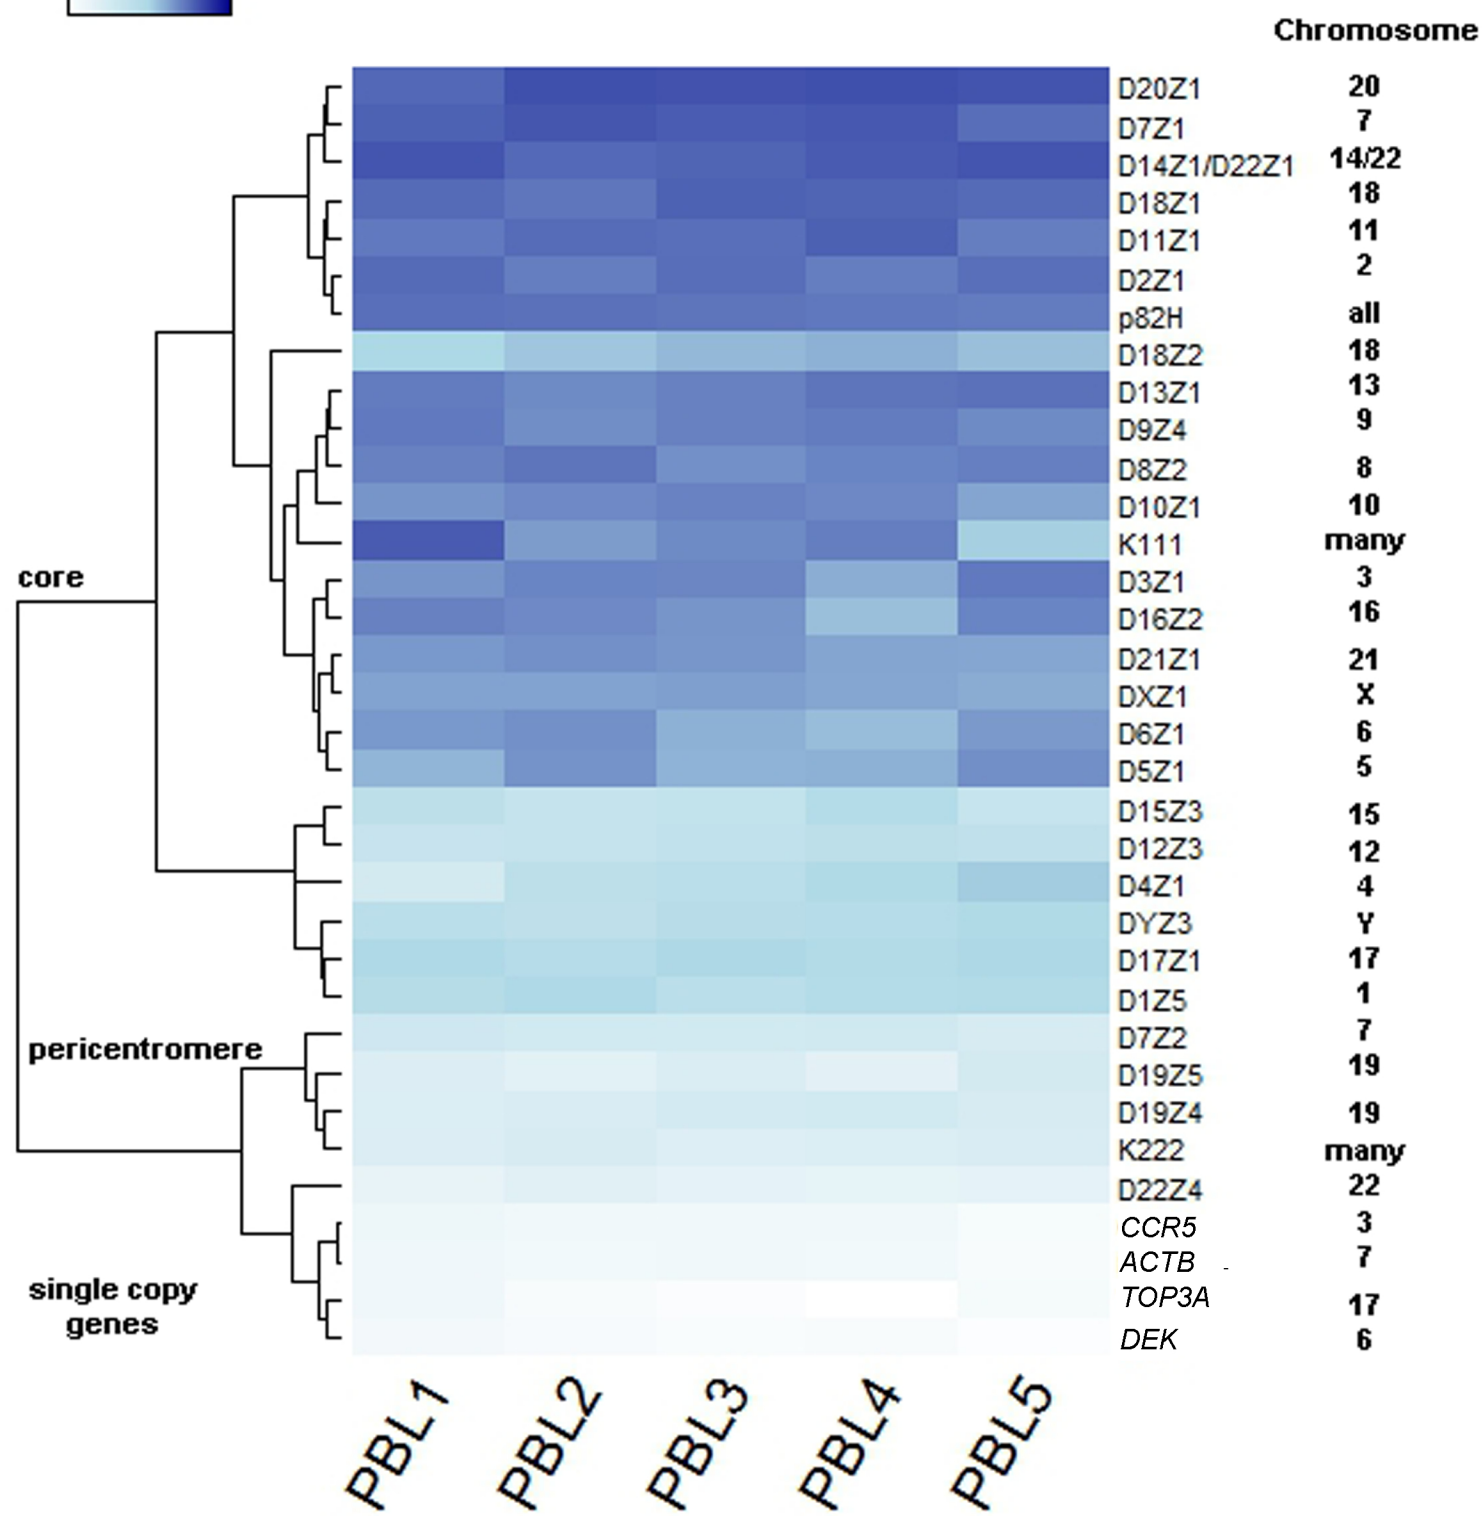 Chromosome
D20Z1 20
D7Z1 7
D14Z1/D22Z1 14/22
D18Z1 18
D11Z1 11
D2Z1 2
p82H all
D18Z2 18
D13Z1 13
D9Z4 9
D8Z2 8
D10Z1 10
K111 many
core
D3Z1 3
D16Z2 16
D21Z1 21
DXZ1 X
D6Z1 6
D5Z1 5
D15Z3 15
D12Z3 12
D4Z1 4
DYZ3 Y
D17Z1 17
D1Z5 1
D7Z2 7
pericentromere
D19Z5 19
D19Z4 19
K222 many
D22Z4 22
CCR5 3
ACTB - 7
single copy
genes
TOP3A 17
DEK 6
PBL1 PBL2 PBL3 PBL4 PBL5